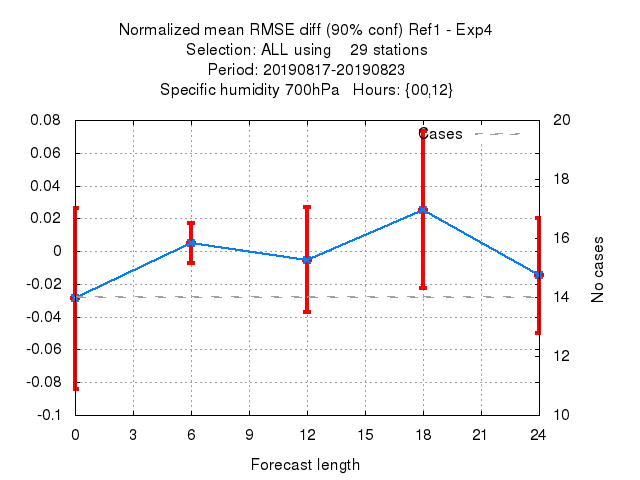 Normalized mean RMSE diff (90% conf) Ref1 - Exp4
Selection: ALL using    29 stations
Period: 20190817-20190823
Specific humidity 700hPa   Hours: {00,12}
Cases
0.08
0.06
0.04
0.02
0
-0.02
-0.04
-0.06
-0.08
-0.1
20
18
16
14
12
10
No cases
0 3 6 9 12 15 18 21 24
Forecast length